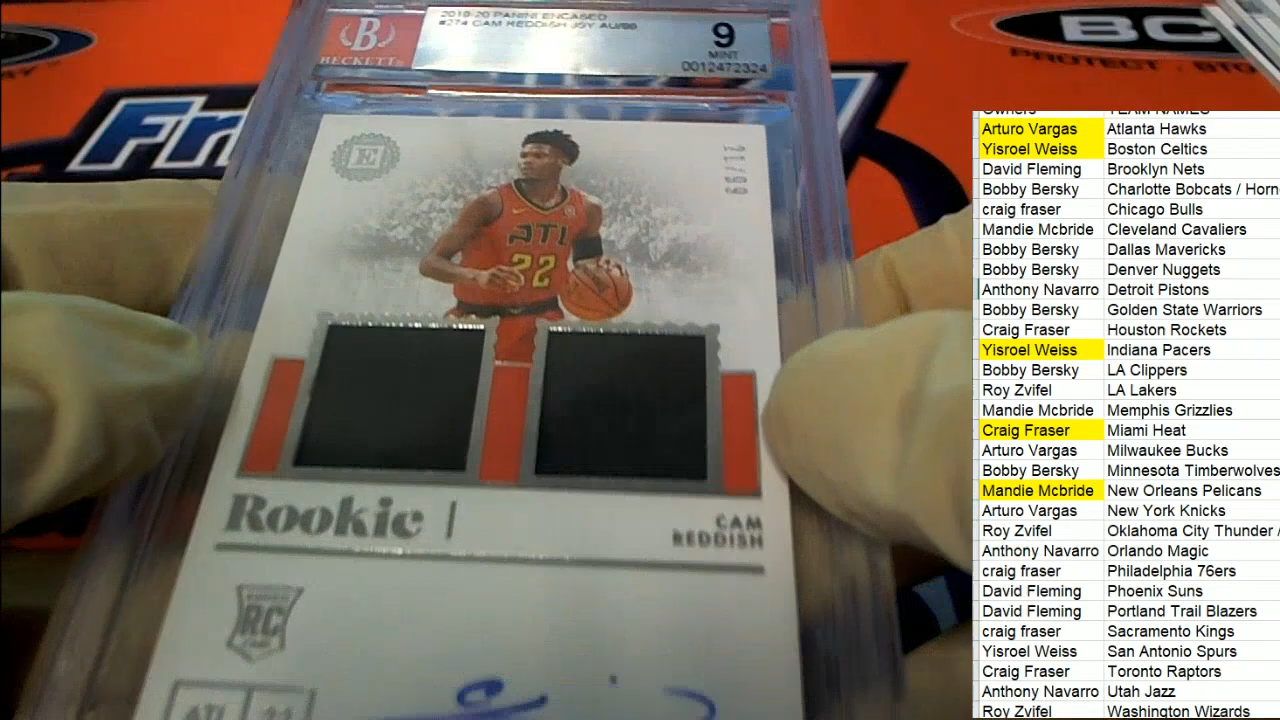 BECKETT
2019-20 PANINI ENCASED
#274 CAM REDDISH JSY AU/99
9
MINT
0012472324
BC
PROTECT
Fr
E
ATL
22
Rookie
CAM
REDDISH
RC
Owners TEAM NAMES
Arturo Vargas Atlanta Hawks
Yisroel Weiss Boston Celtics
David Fleming Brooklyn Nets
Bobby Bersky Charlotte Bobcats / Horn
craig fraser Chicago Bulls
Mandie Mcbride Cleveland Cavaliers
Bobby Bersky Dallas Mavericks
Bobby Bersky Denver Nuggets
Anthony Navarro Detroit Pistons
Bobby Bersky Golden State Warriors
Craig Fraser Houston Rockets
Yisroel Weiss Indiana Pacers
Bobby Bersky LA Clippers
Roy Zvifel LA Lakers
Mandie Mcbride Memphis Grizzlies
Craig Fraser Miami Heat
Arturo Vargas Milwaukee Bucks
Bobby Bersky Minnesota Timberwolves
Mandie Mcbride New Orleans Pelicans
Arturo Vargas New York Knicks
Roy Zvifel Oklahoma City Thunder /
Anthony Navarro Orlando Magic
craig fraser Philadelphia 76ers
David Fleming Phoenix Suns
David Fleming Portland Trail Blazers
craig fraser Sacramento Kings
Yisroel Weiss San Antonio Spurs
Craig Fraser Toronto Raptors
Anthony Navarro Utah Jazz
Roy Zvifel Washington Wizards